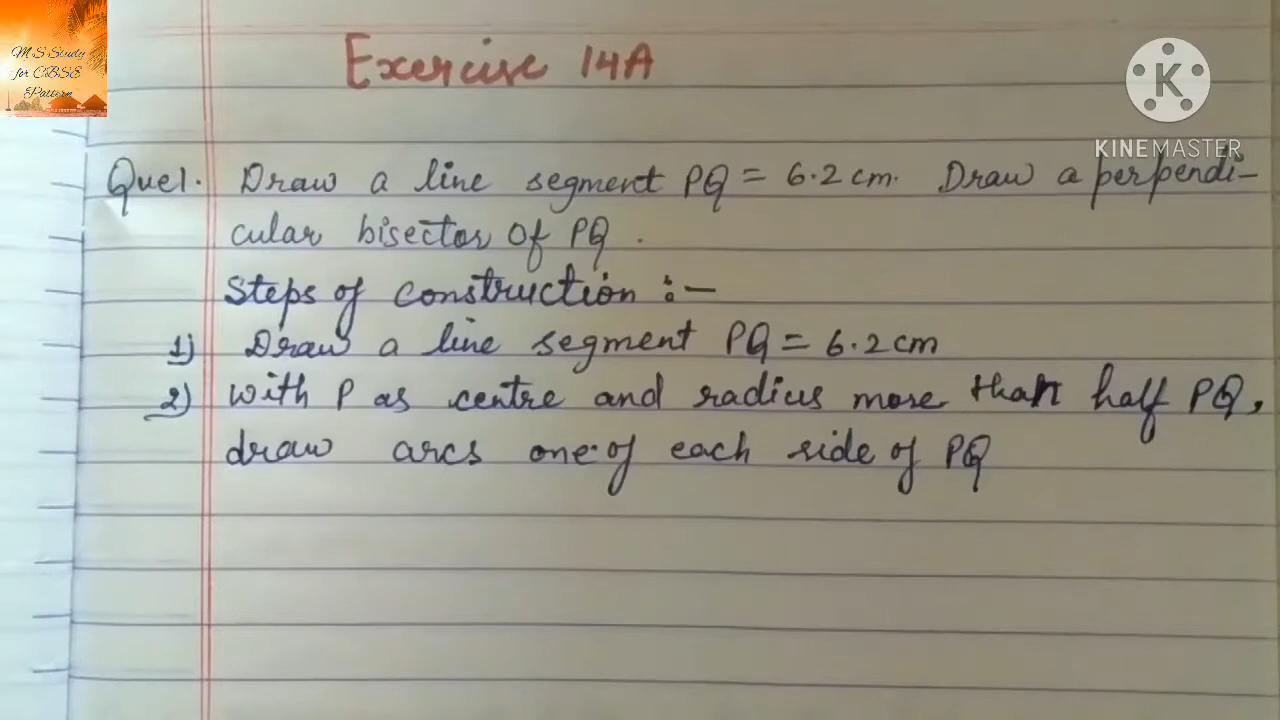 M S Study
for CBSE
Pattern
Exercise 14A
KINEMASTER
Que1. Draw a line segment PQ = 6.2 cm. Draw a perpendi-
cular bisector of PQ.
Steps of construction :-
1) Draw a line segment PQ = 6.2 cm
2) With P as centre and radius more than half PQ,
draw arcs one of each side of PQ